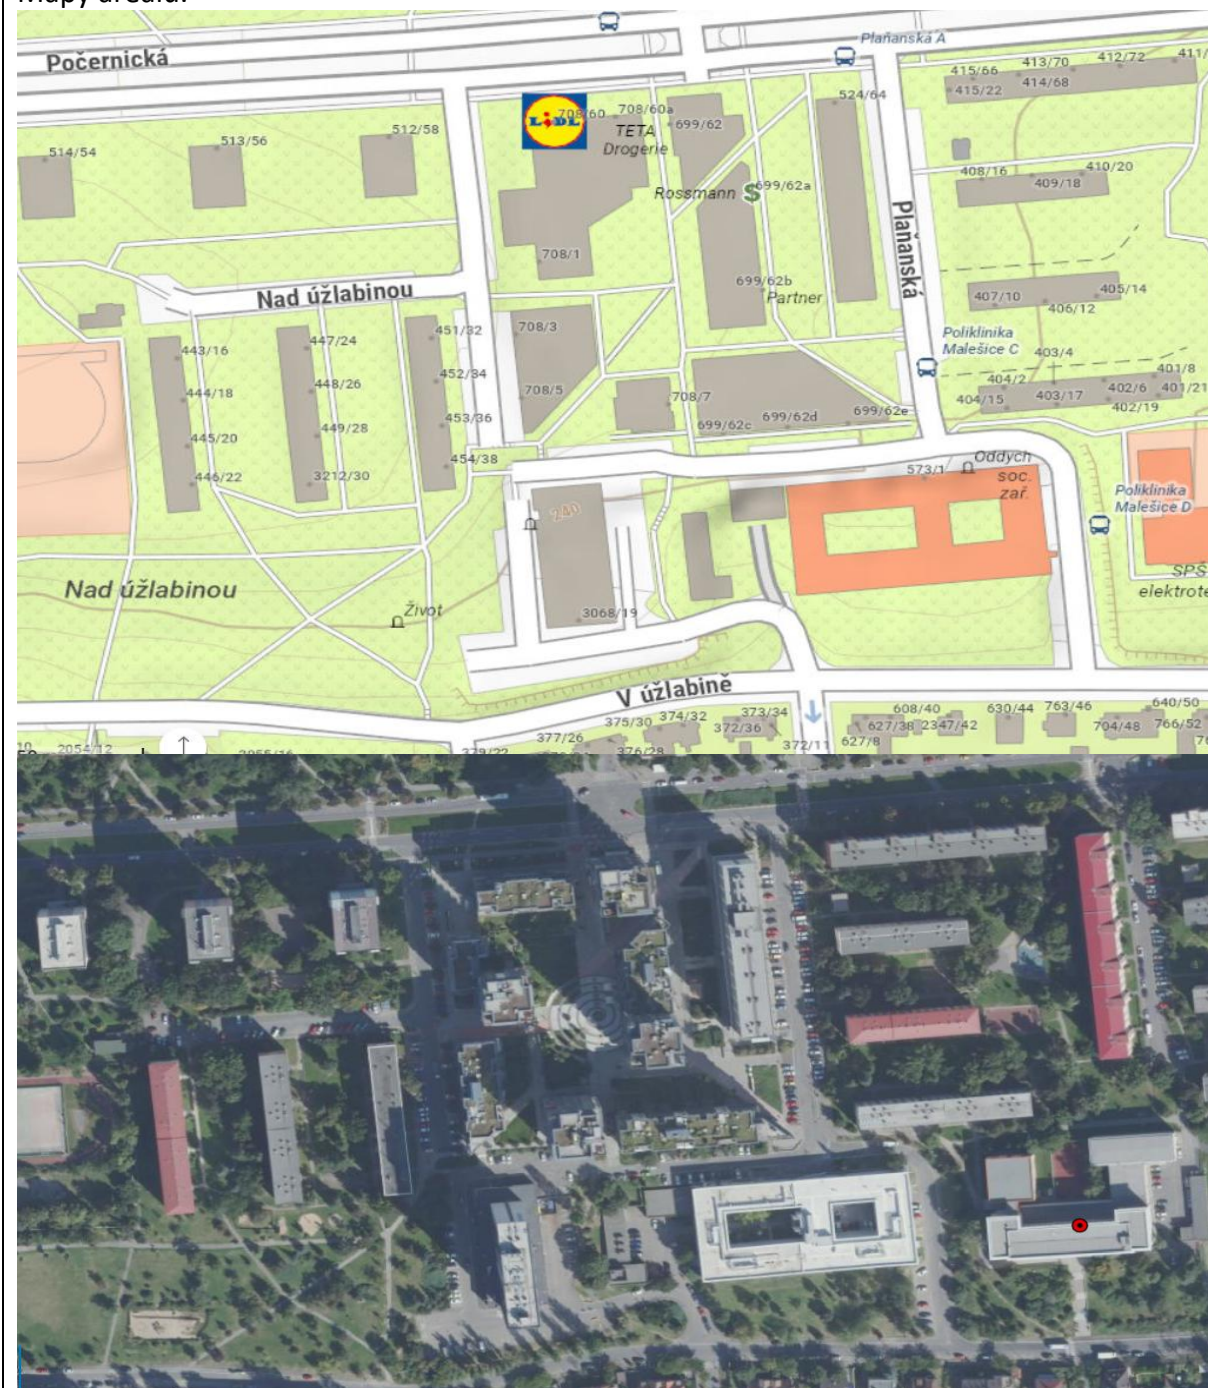 Mapy areálu:
Počernická
Plaňanská A
514/54
513/56
512/58
LiDL
708/60
708/60a
TETA
Drogerie
699/62
524/64
415/66
413/70
412/72
411/
414/68
415/22
408/16
409/18
410/20
Rossmann
$
699/62a
Plaňanská
708/1
699/62b
Partner
407/10
405/14
406/12
Nad úžlabinou
443/16
447/24
451/32
708/3
444/18
448/26
452/34
708/5
708/7
445/20
449/28
453/36
446/22
3212/30
454/38
699/62c
699/62d
699/62e
Poliklinika
Malešice C
403/4
404/2
404/15
403/17
402/6
401/8
401/21
402/19
Oddych
soc.
zař.
573/1
Poliklinika
Malešice D
SPŠ
elektrote
240
Nad úžlabinou
Život
3068/19
V úžlabině
375/30
374/32
373/34
372/36
377/26
376/28
372/11
608/40
627/38
2347/42
627/8
630/44
763/46
704/48
640/50
766/52
2054/12